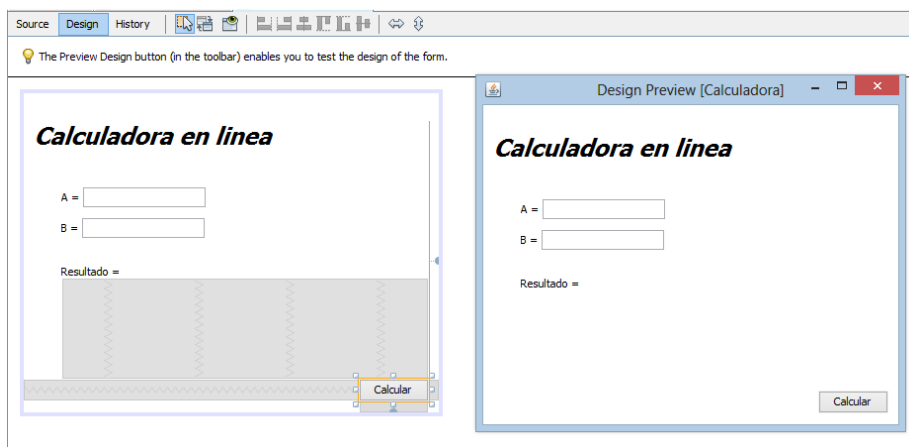 Source Design History
The Preview Design button (in the toolbar) enables you to test the design of the form.
Calculadora en linea
A =
B =
Resultado =
Calcular
Design Preview [Calculadora]
Calculadora en linea
A =
B =
Resultado =
Calcular